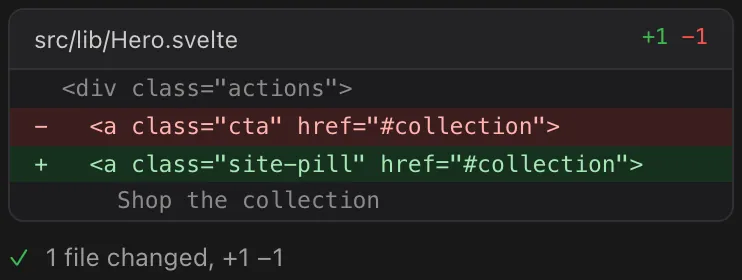 src/lib/Hero.svelte +1 −1
<div class="actions">
− <a class="cta" href="#collection">
+ <a class="site-pill" href="#collection">
Shop the collection
✓ 1 file changed, +1 −1